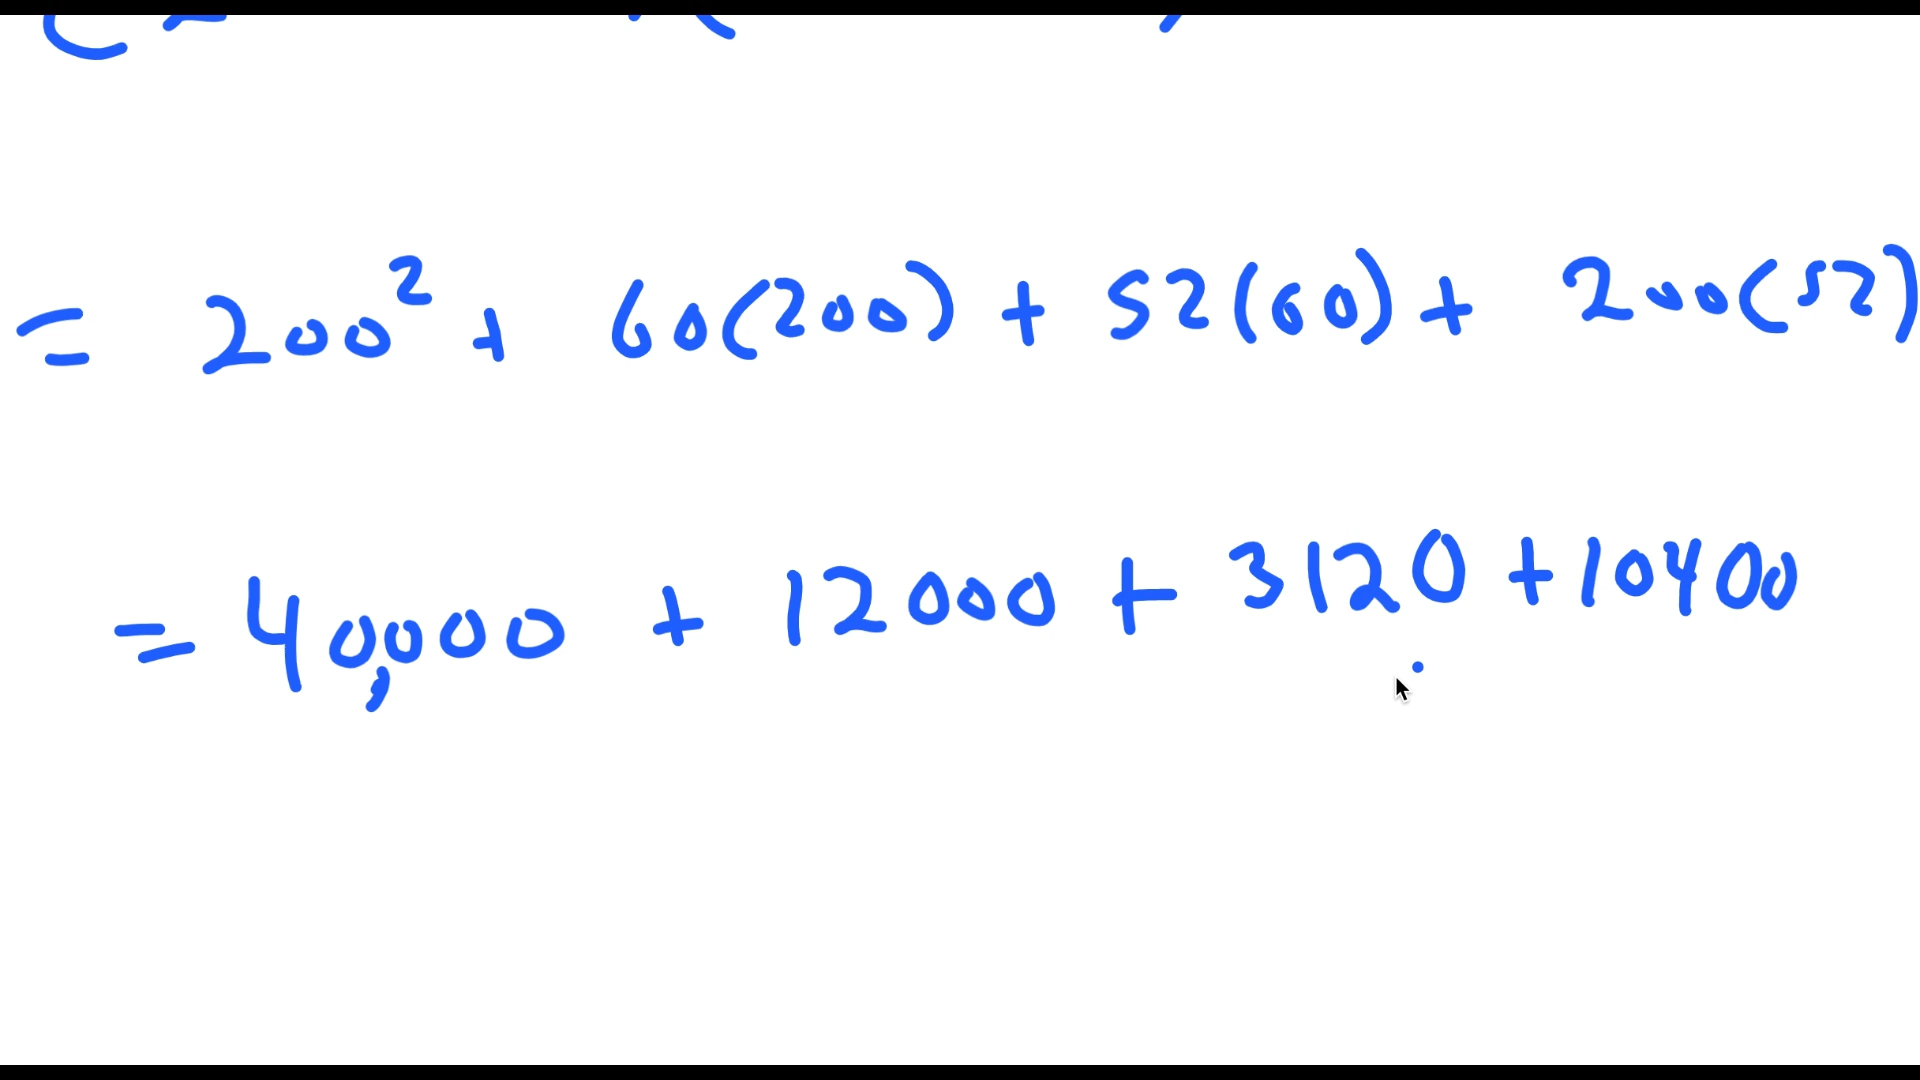 = 200² + 60(200) + 52(60) + 200(52)
= 40,000 + 12000 + 3120 + 10400